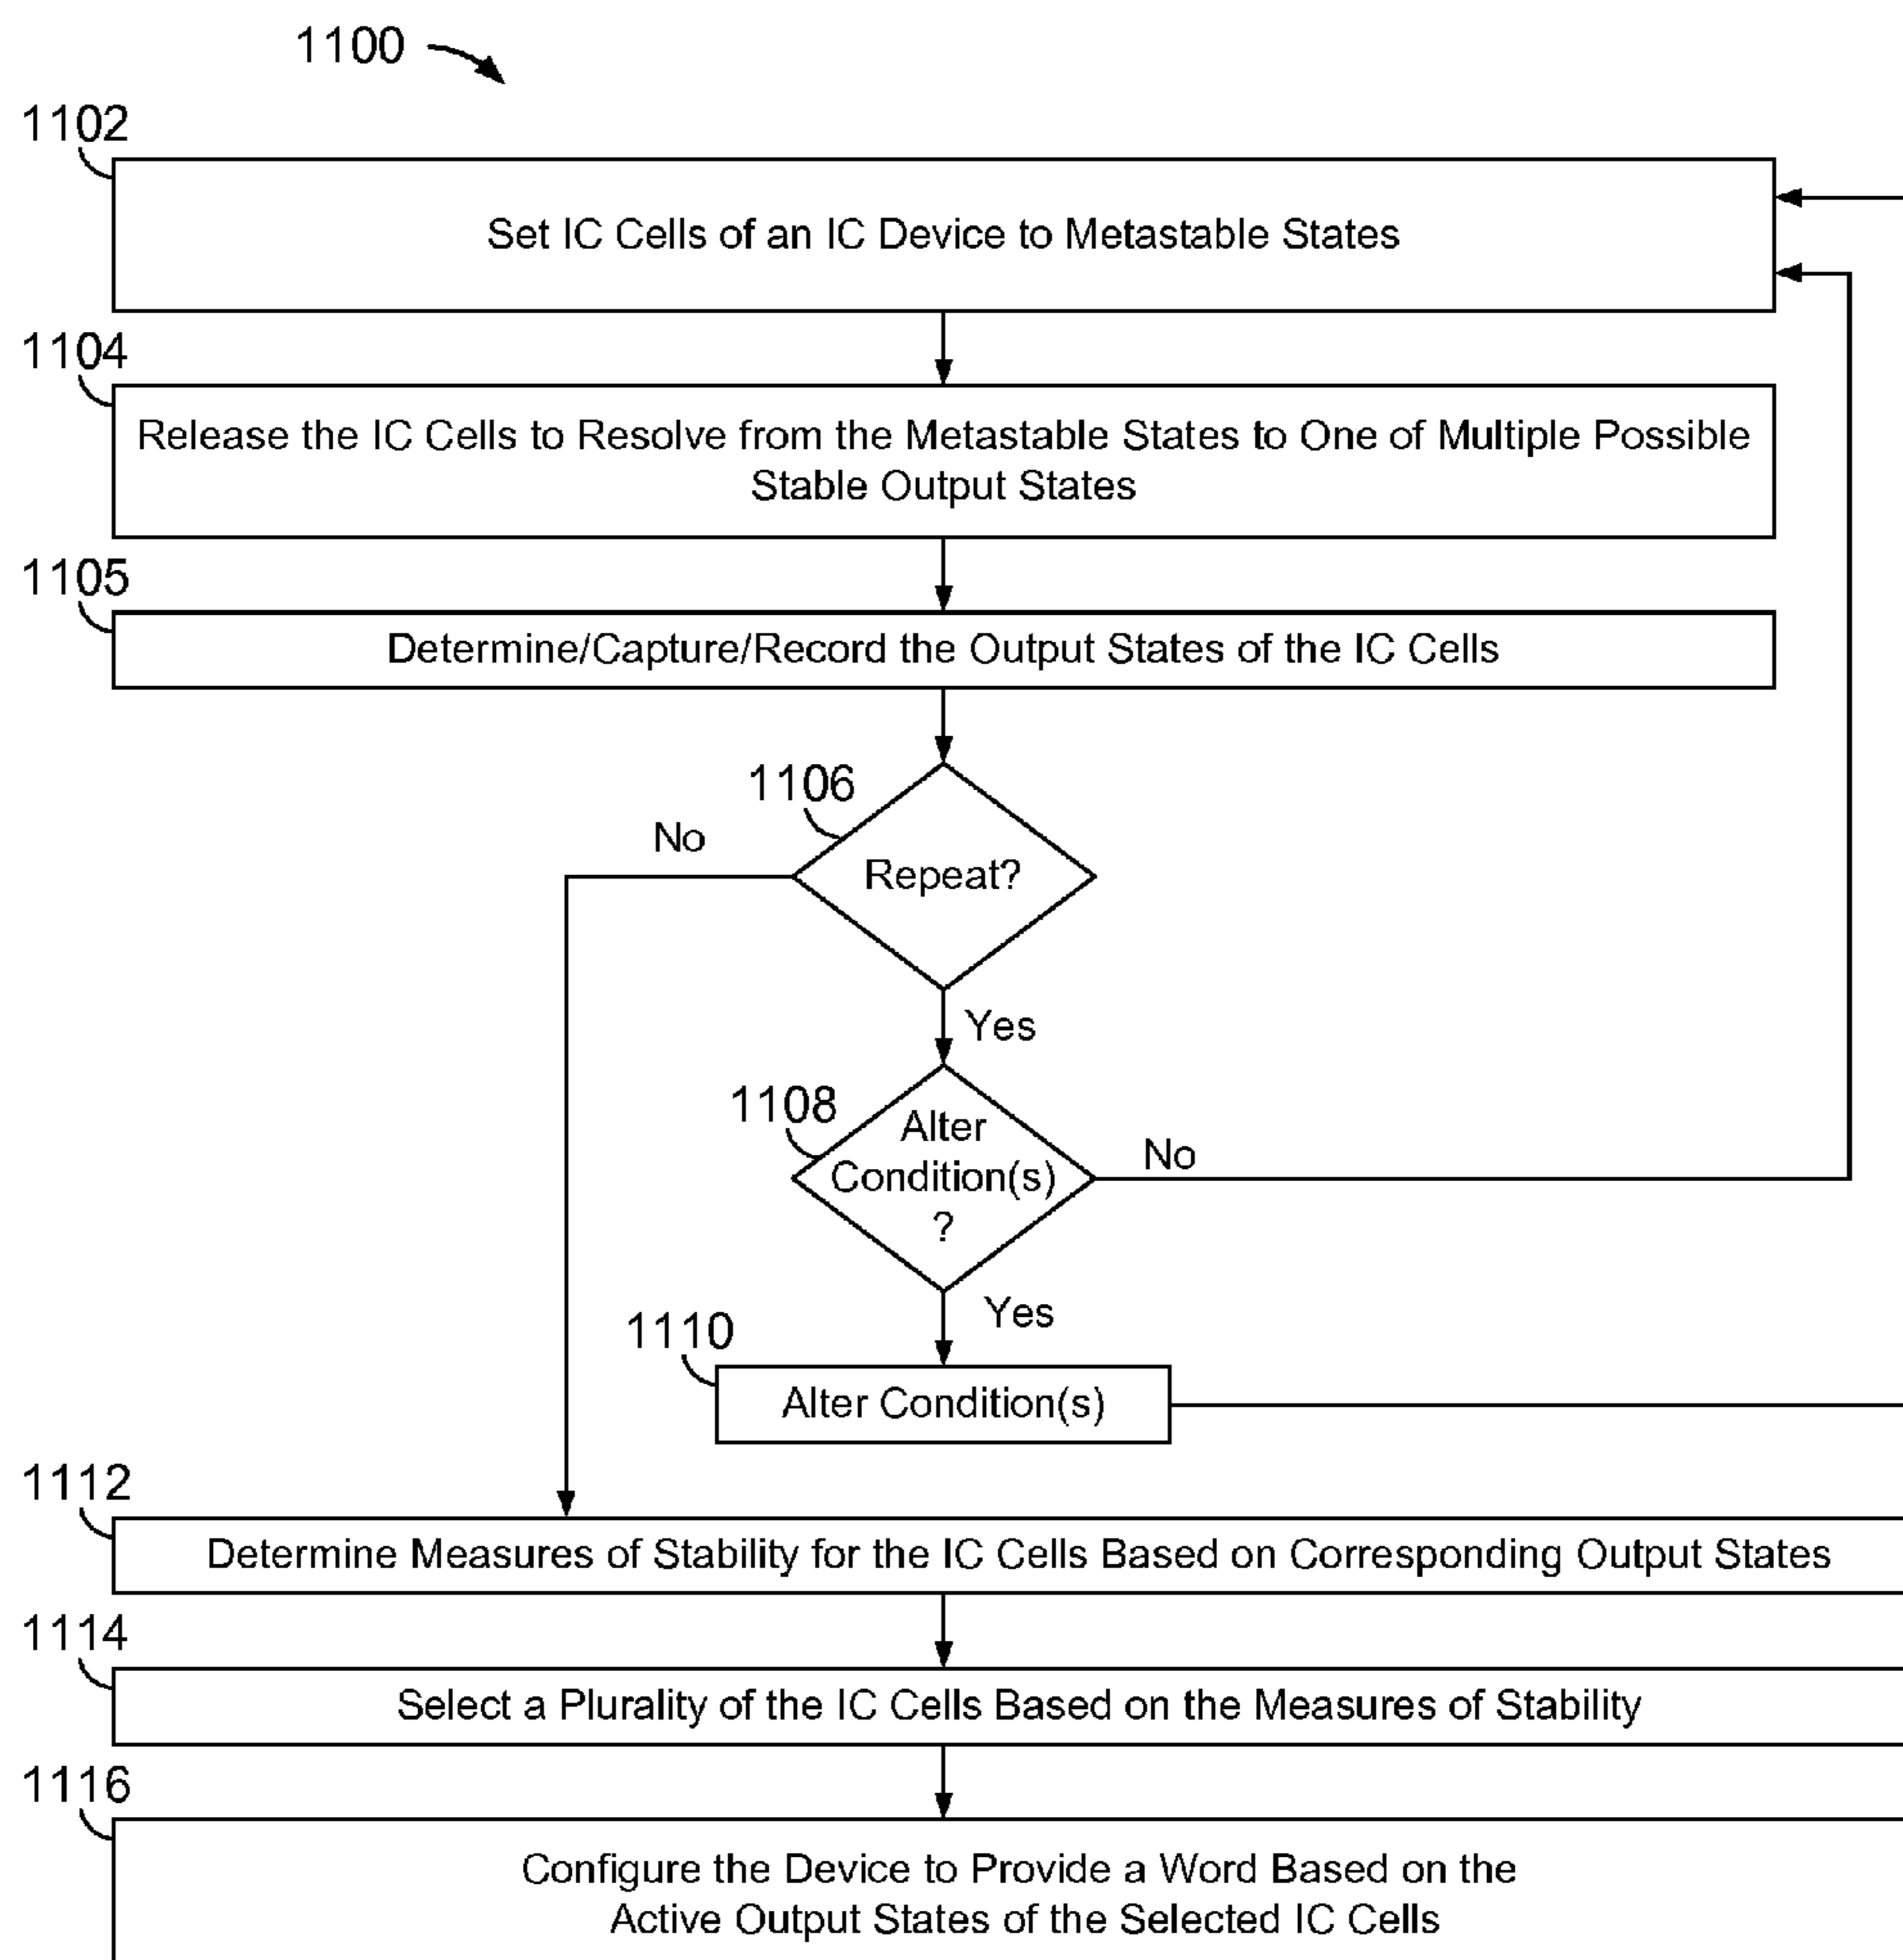 1100
1102
Set IC Cells of an IC Device to Metastable States
1104
Release the IC Cells to Resolve from the Metastable States to One of Multiple Possible
Stable Output States
1105
Determine/Capture/Record the Output States of the IC Cells
1106
No
Repeat?
Yes
1108
Alter
Condition(s)
?
No
Yes
1110
Alter Condition(s)
1112
Determine Measures of Stability for the IC Cells Based on Corresponding Output States
1114
Select a Plurality of the IC Cells Based on the Measures of Stability
1116
Configure the Device to Provide a Word Based on the
Active Output States of the Selected IC Cells